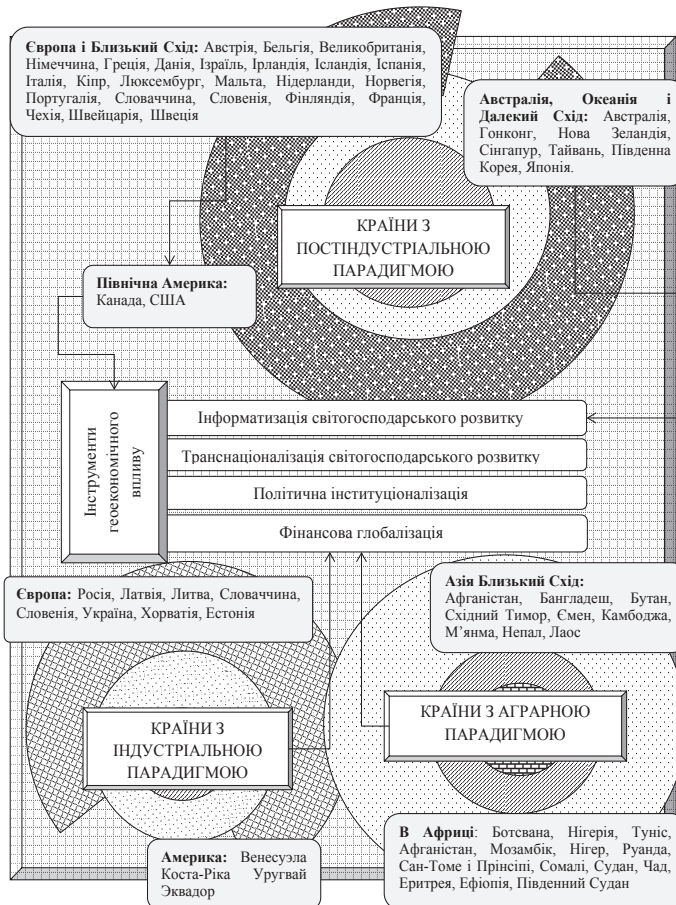 Європа і Близький Схід: Австрія, Бельгія, Великобританія,
Німеччина, Греція, Данія, Ізраїль, Ірландія, Ісландія, Іспанія,
Італія, Кіпр, Люксембург, Мальта, Нідерланди, Норвегія,
Португалія, Словаччина, Словенія, Фінляндія, Франція,
Чехія, Швейцарія, Швеція
Австралія, Океанія і
Далекий Схід: Австралія,
Гонконг, Нова Зеландія,
Сінгапур, Тайвань, Південна
Корея, Японія.
КРАЇНИ З
ПОСТІНДУСТРІАЛЬНОЮ
ПАРАДИГМОЮ
Північна Америка:
Канада, США
Інструменти
геоекономічного
впливу
Інформатизація світогосподарського розвитку
Транснаціоналізація світогосподарського розвитку
Політична інституціоналізація
Фінансова глобалізація
Європа: Росія, Латвія, Литва, Словаччина,
Словенія, Україна, Хорватія, Естонія
Азія Близький Схід:
Афганістан, Бангладеш, Бутан,
Східний Тимор, Ємен, Камбоджа,
М’янма, Непал, Лаос
КРАЇНИ З
ІНДУСТРІАЛЬНОЮ
ПАРАДИГМОЮ
КРАЇНИ З АГРАРНОЮ
ПАРАДИГМОЮ
Америка: Венесуэла
Коста-Ріка Уругвай
Эквадор
В Африці: Ботсвана, Нігерія, Туніс,
Афганістан, Мозамбік, Нігер, Руанда,
Сан-Томе і Прінсіпі, Сомалі, Судан, Чад,
Еритрея, Ефіопія, Південний Судан